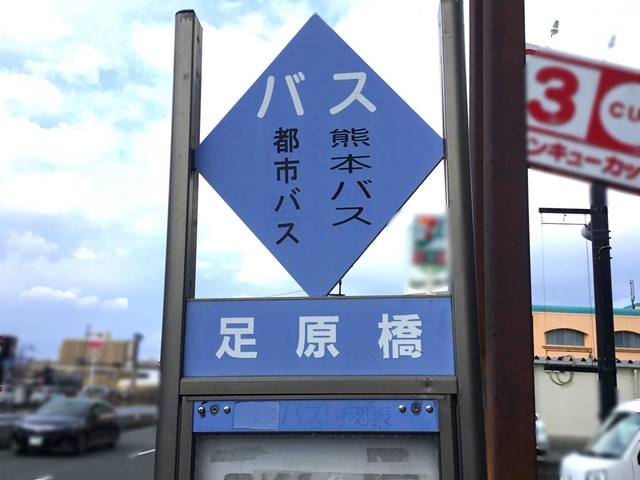 バス
熊本バス
都市バス
足原橋
バス時刻表
3
CU
ンキューカッ